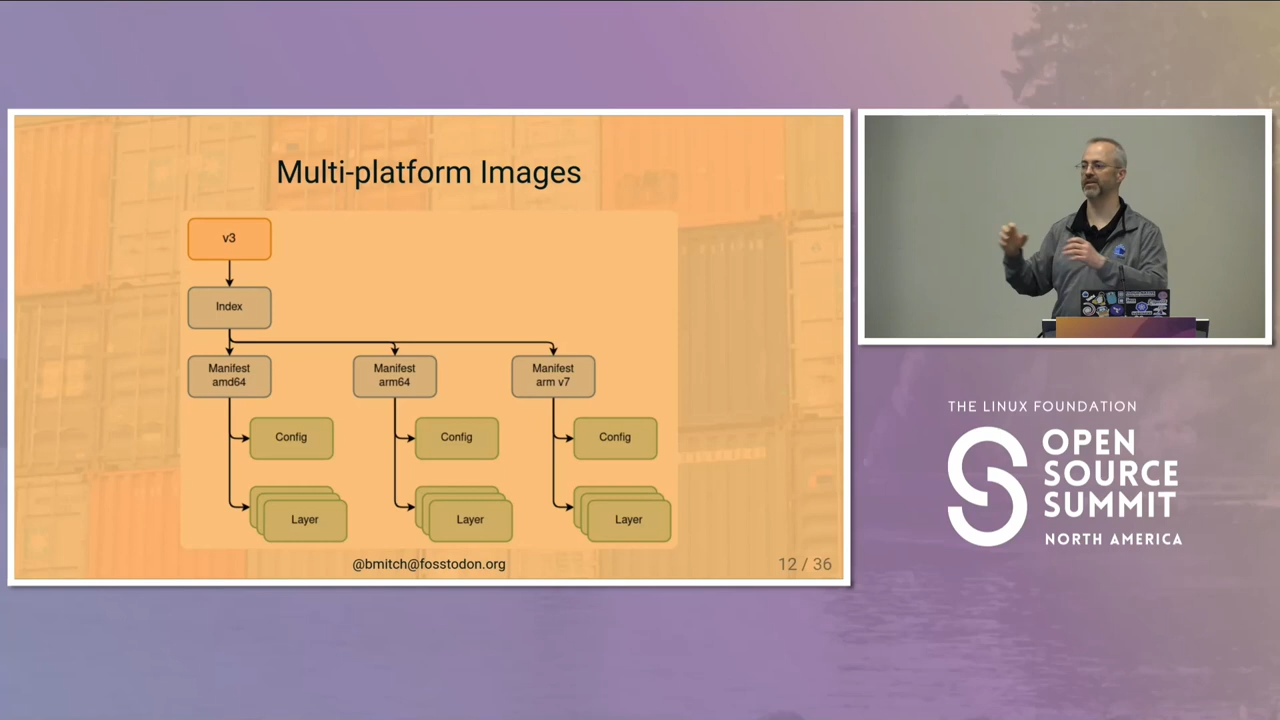 Multi-platform Images
v3
Index
Manifest
amd64
Manifest
arm64
Manifest
arm v7
Config
Config
Config
Layer
Layer
Layer
@bmitch@fosstodon.org
12 / 36
THE LINUX FOUNDATION
OPEN
SOURCE
SUMMIT
NORTH AMERICA